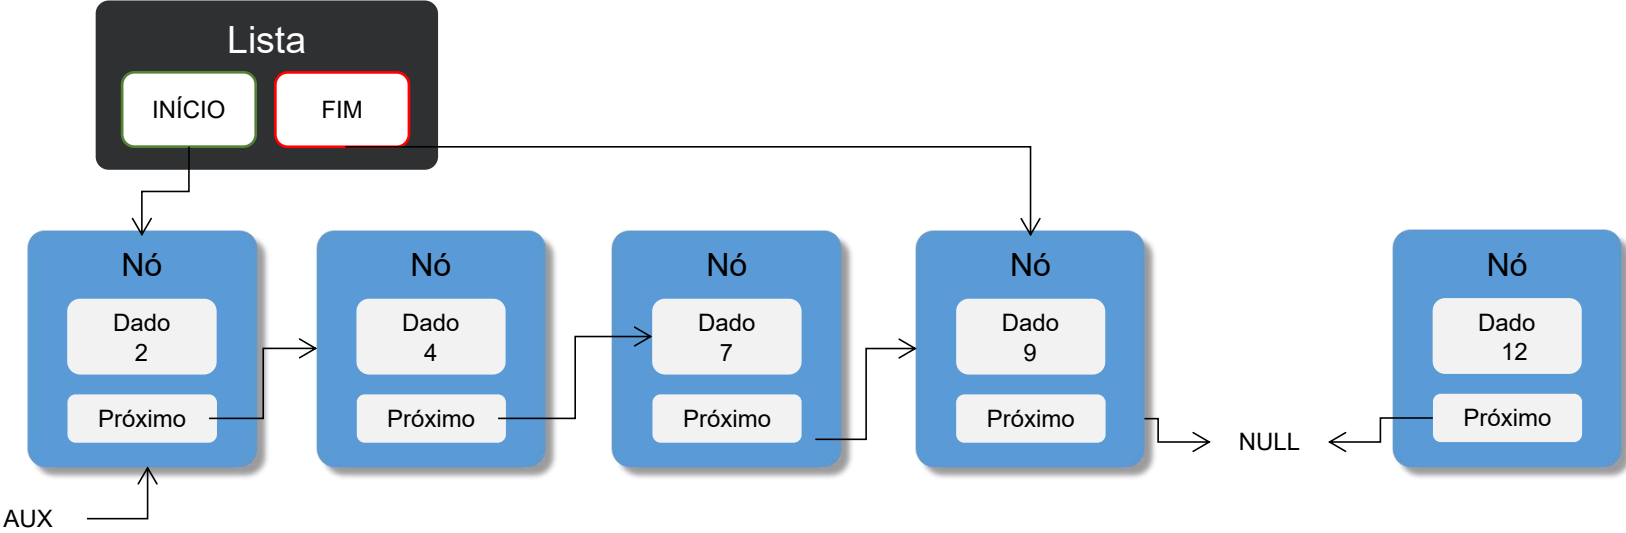 Lista
INÍCIO
FIM
Nó
Dado
2
Próximo
Nó
Dado
4
Próximo
Nó
Dado
7
Próximo
Nó
Dado
9
Próximo
NULL
Nó
Dado
12
Próximo
AUX